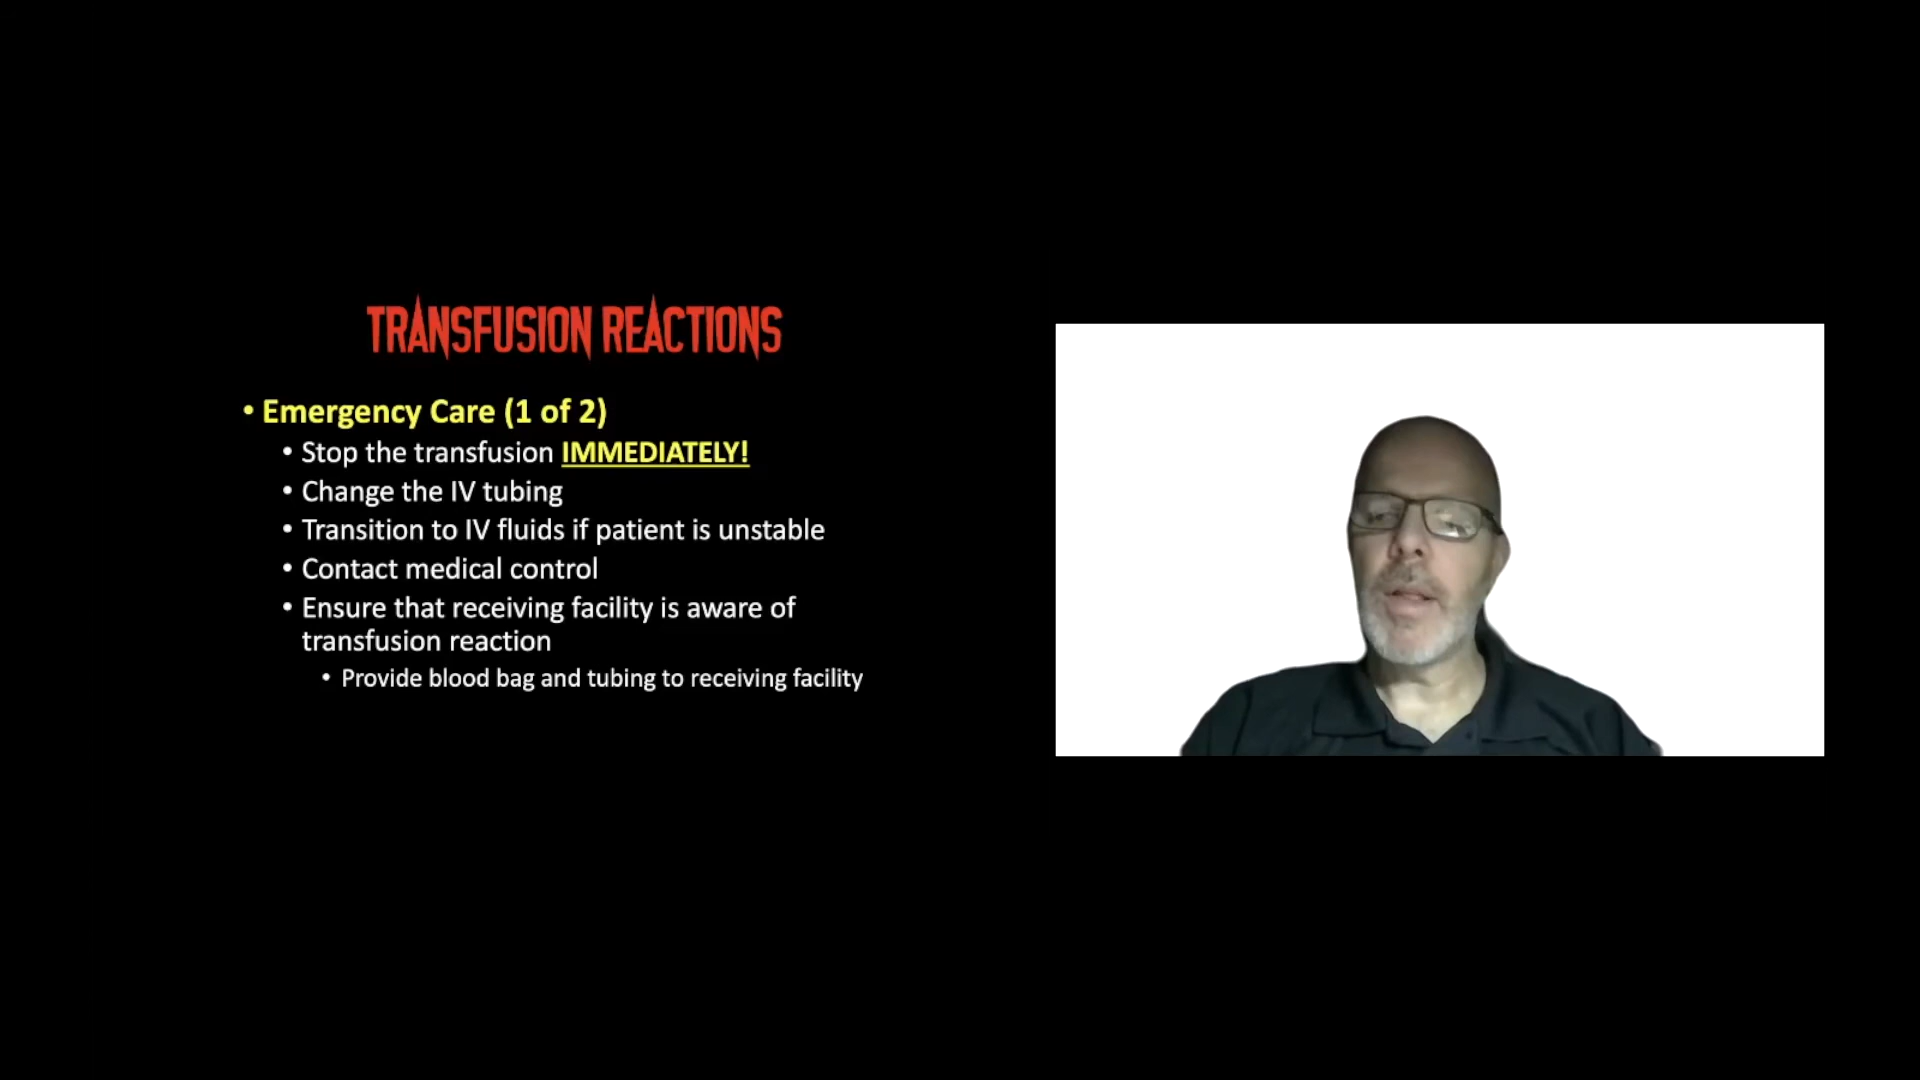 TRANSFUSION REACTIONS
• Emergency Care (1 of 2)
• Stop the transfusion IMMEDIATELY!
• Change the IV tubing
• Transition to IV fluids if patient is unstable
• Contact medical control
• Ensure that receiving facility is aware of
transfusion reaction
• Provide blood bag and tubing to receiving facility